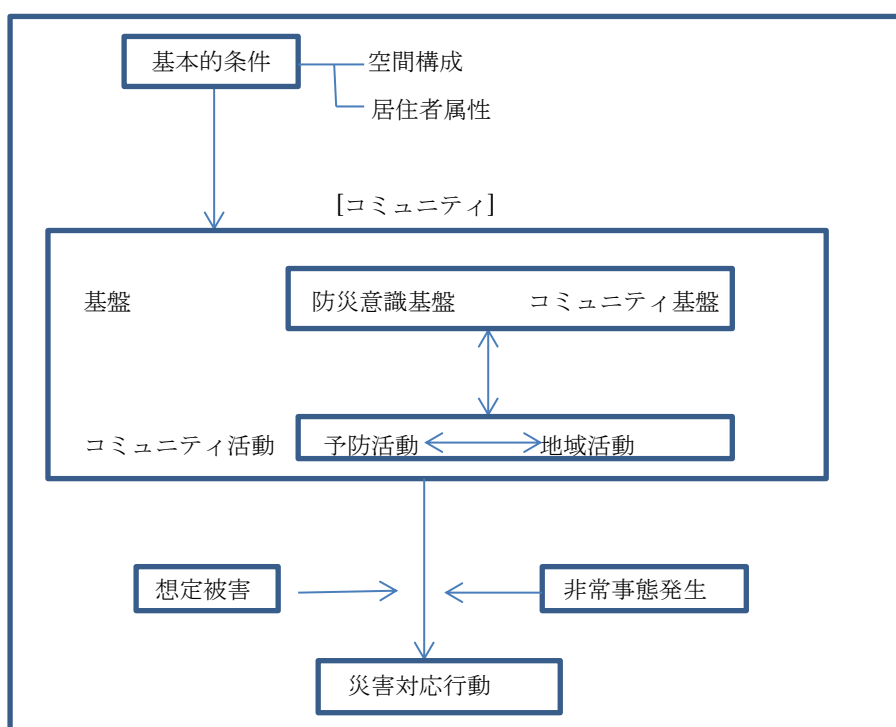 基本的条件
空間構成
居住者属性
[コミュニティ]
基盤 防災意識基盤 コミュニティ基盤
コミュニティ活動 予防活動 地域活動
想定被害 非常事態発生
災害対応行動